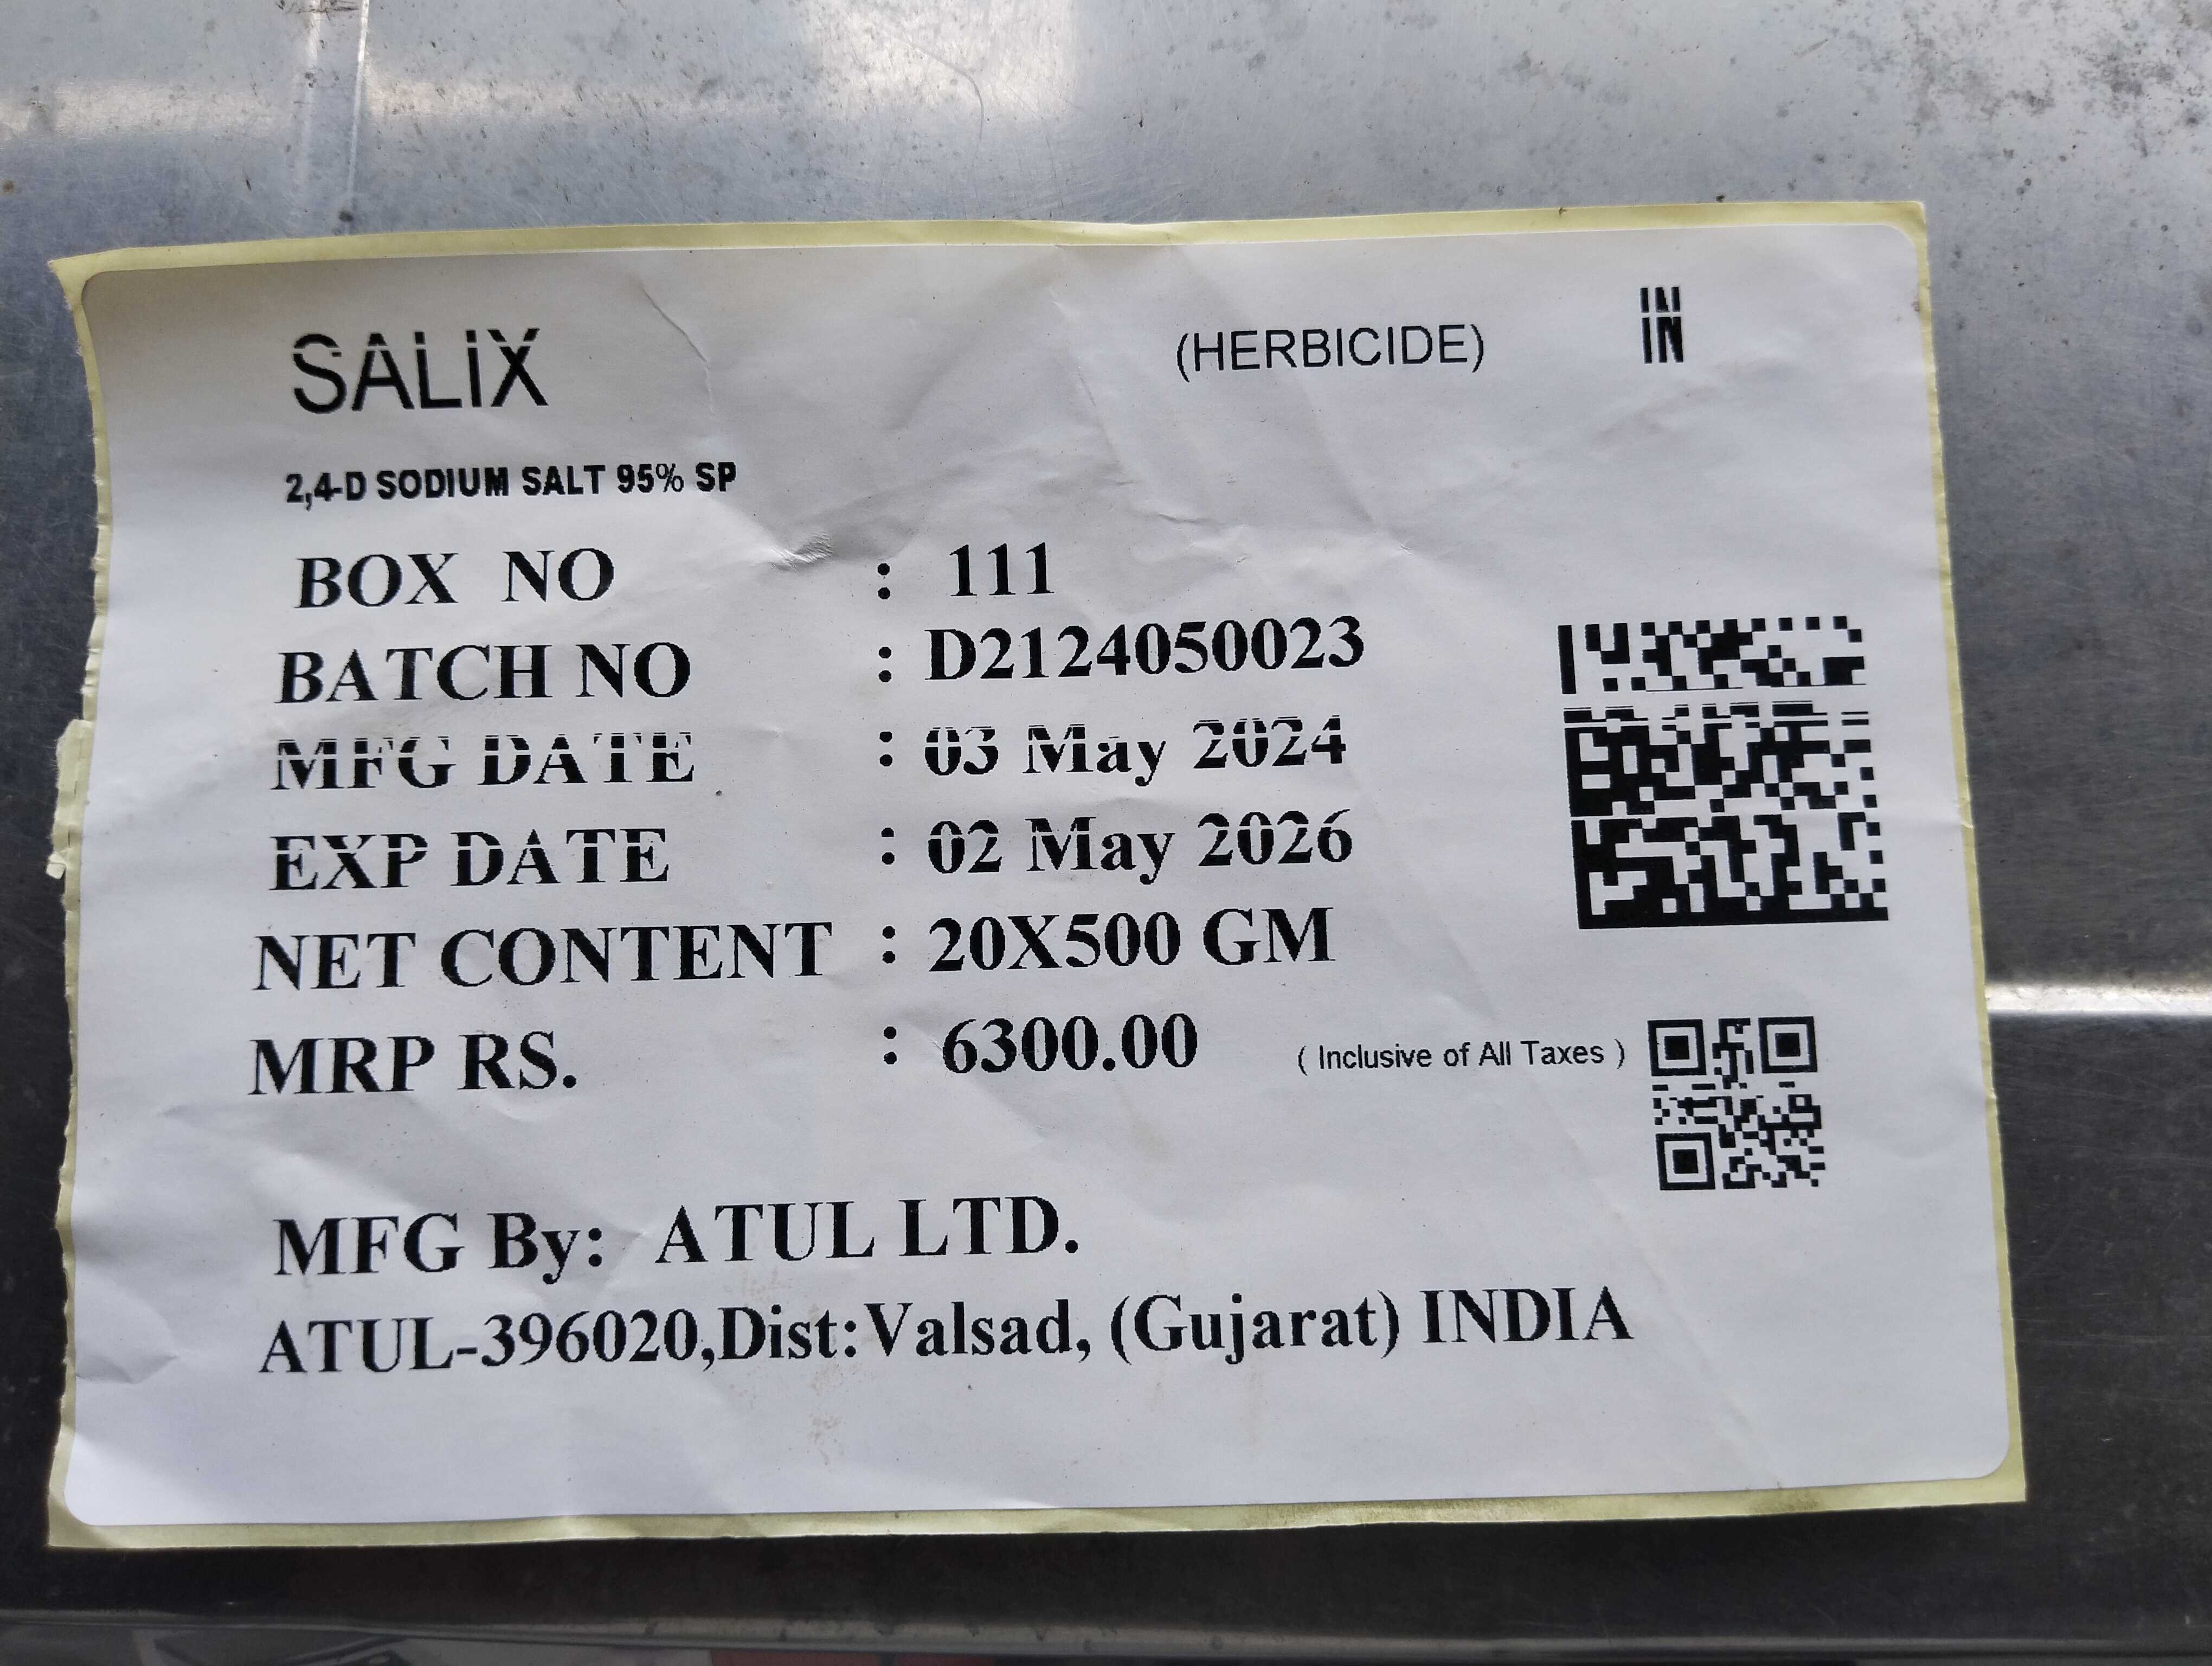 SALIX (HERBICIDE) IN
2,4-D SODIUM SALT 95% SP
BOX NO : 111
BATCH NO : D2124050023
MFG DATE : 03 May 2024
EXP DATE : 02 May 2026
NET CONTENT : 20X500 GM
MRP RS. : 6300.00 ( Inclusive of All Taxes )
MFG By: ATUL LTD.
ATUL-396020,Dist:Valsad, (Gujarat) INDIA